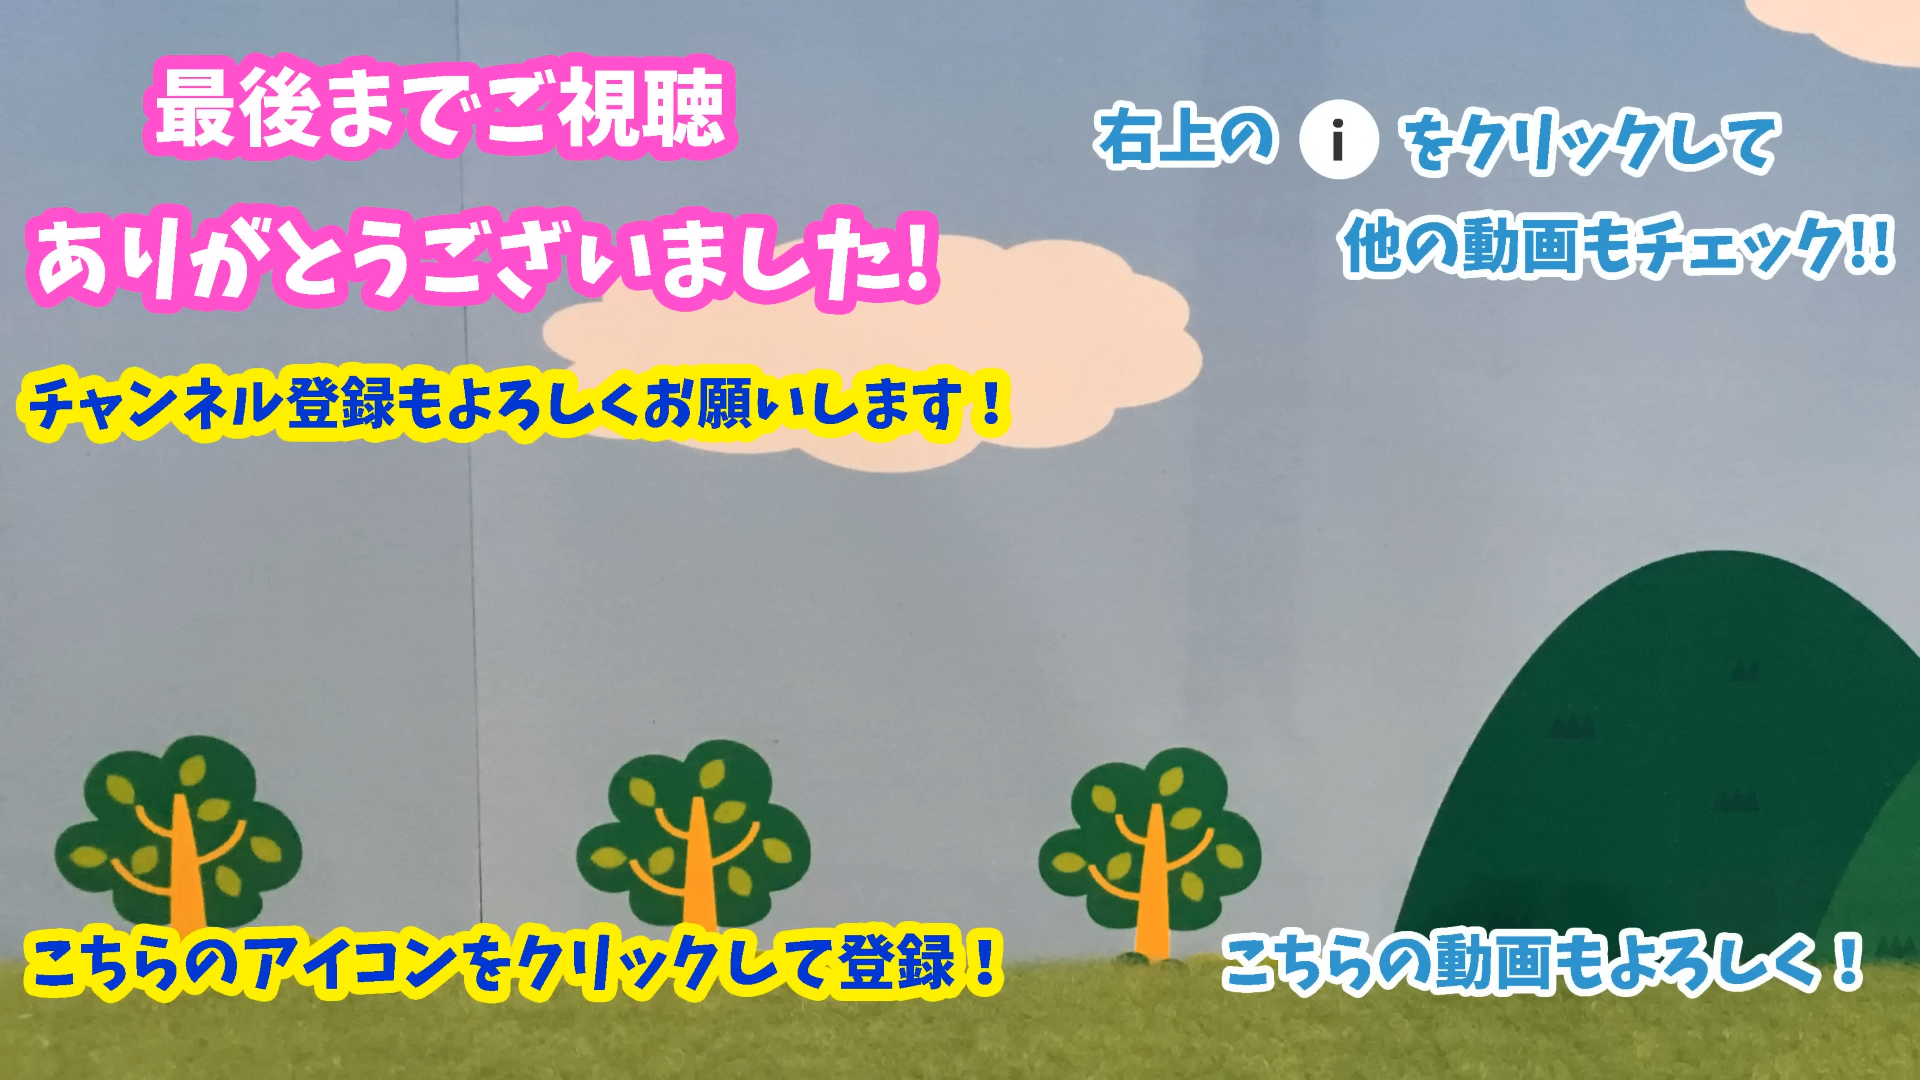 最後までご視聴
ありがとうございました!
チャンネル登録もよろしくお願いします！
右上の i をクリックして
他の動画もチェック!!
こちらのアイコンをクリックして登録！
こちらの動画もよろしく！